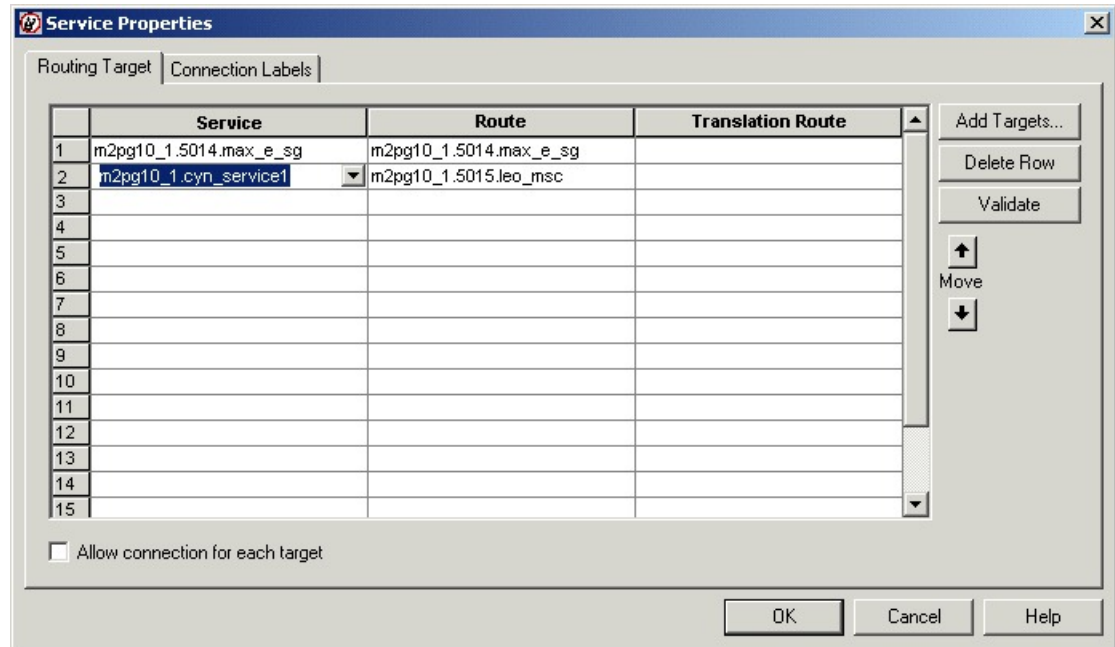 Service Properties
Routing Target
Connection Labels
Service Route Translation Route
1 m2pg10_1.5014.max_e_sg m2pg10_1.5014.max_e_sg
2 m2pg10_1.cyn_service1 m2pg10_1.5015.leo_msc
3
4
5
6
7
8
9
10
11
12
13
14
15
Add Targets...
Delete Row
Validate
Move
Allow connection for each target
OK
Cancel
Help